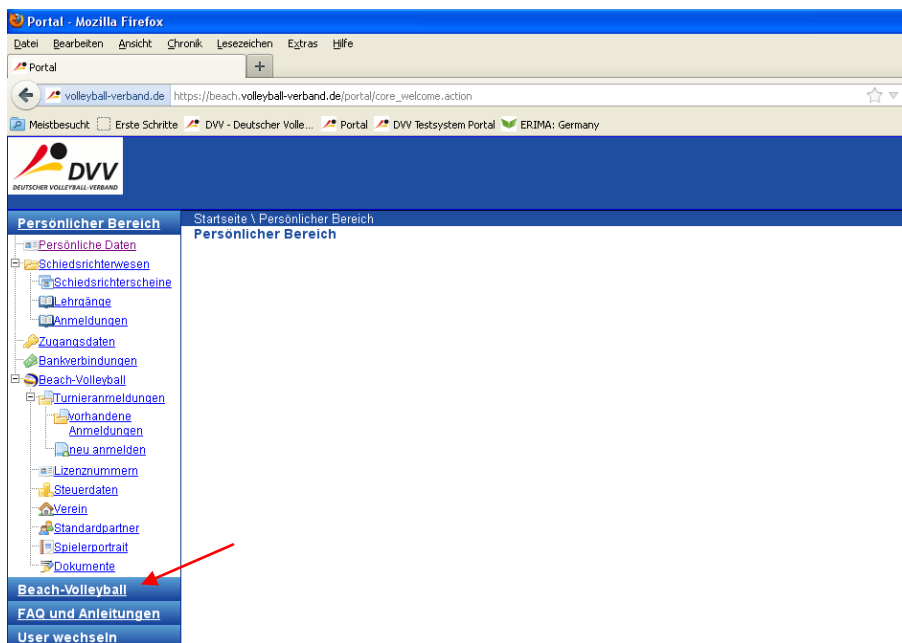 Portal - Mozilla Firefox
Datei Bearbeiten Ansicht Chronik Lesezeichen Extras Hilfe
Portal +
volleyball-verband.de https://beach.volleyball-verband.de/portal/core_welcome.action
Meistbesucht Erste Schritte DVV - Deutscher Volle... Portal DVV Testsystem Portal ERIMA: Germany
DVV
DEUTSCHER VOLLEYBALL-VERBAND
Persönlicher Bereich
Startseite \ Persönlicher Bereich
Persönlicher Bereich
Persönliche Daten
Schiedsrichterwesen
Schiedsrichterscheine
Lehrgänge
Anmeldungen
Zugangsdaten
Bankverbindungen
Beach-Volleyball
Turnieranmeldungen
vorhandene
Anmeldungen
neu anmelden
Lizenznummern
Steuerdaten
Verein
Standardpartner
Spielerportrait
Dokumente
Beach-Volleyball
FAQ und Anleitungen
User wechseln